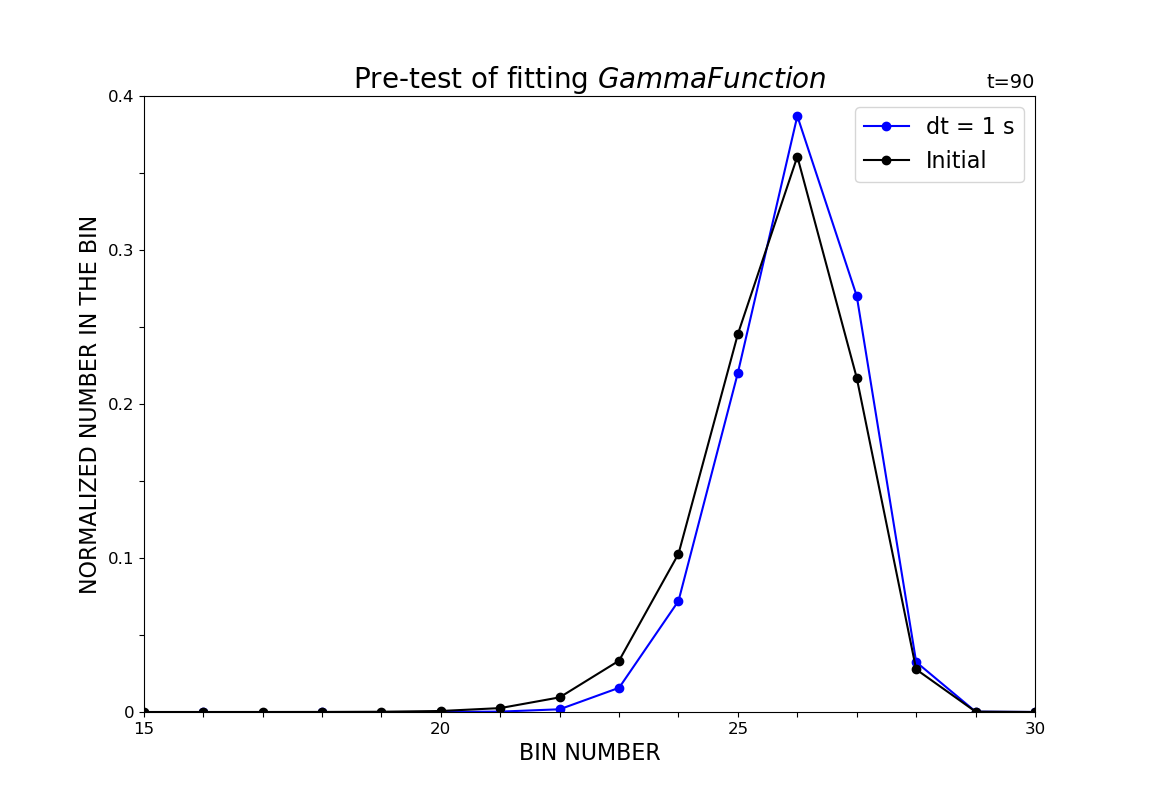 Pre-test of fitting GammaFunction
t=90
dt = 1 s
Initial
NORMALIZED NUMBER IN THE BIN
0.4
0.3
0.2
0.1
0
15
20
25
30
BIN NUMBER